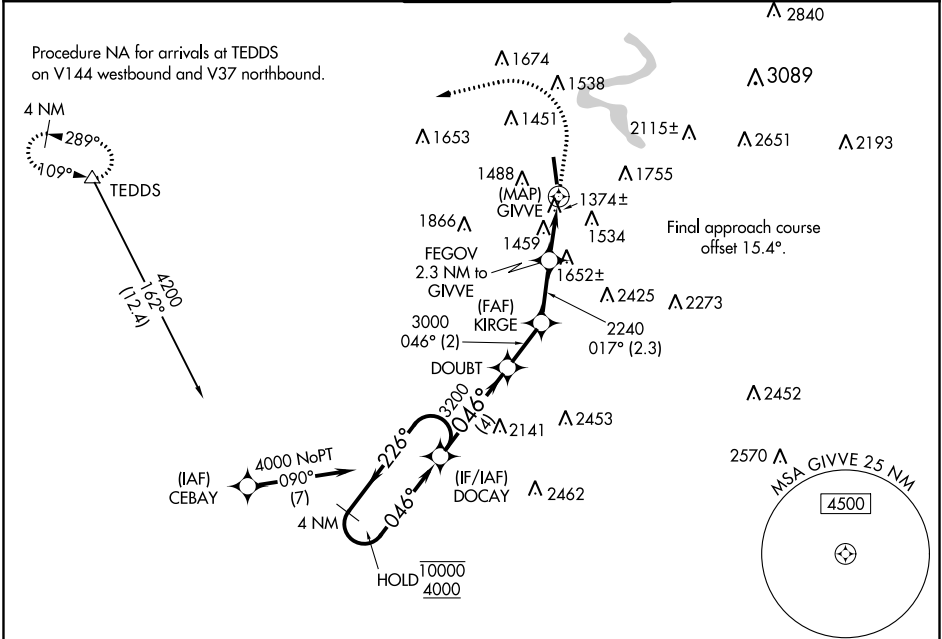 2840
Procedure NA for arrivals at TEDDS
on V144 westbound and V37 northbound.
1674
1538
3089
4 NM
289°
109°
TEDDS
1653
1451
2115±
2651
2193
1488
(MAP)
GIVVE
1755
1374±
1866
1459
1534
Final approach course
offset 15.4°.
FEGOV
2.3 NM to
GIVVE
1652±
4200
162°
(12.4)
2425
2273
(FAF)
KIRGE
3000
046° (2)
2240
017° (2.3)
DOUBT
3200
046°
(4)
2452
2141
2453
226°
2570
(IAF)
CEBAY
4000 NoPT
090°
(7)
(IF/IAF)
DOCAY
2462
4 NM
046°
HOLD
10000
4000
MSA GIVVE 25 NM
4500